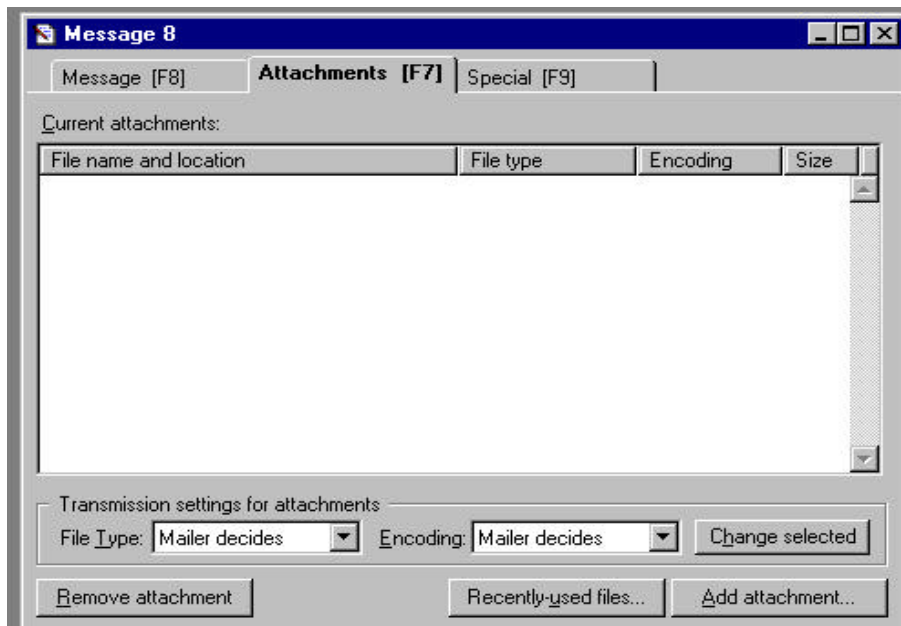 Message 8
Message [F8] Attachments [F7] Special [F9]
Current attachments:
File name and location File type Encoding Size
Transmission settings for attachments
File Type: Mailer decides Encoding: Mailer decides Change selected
Remove attachment Recently-used files... Add attachment...